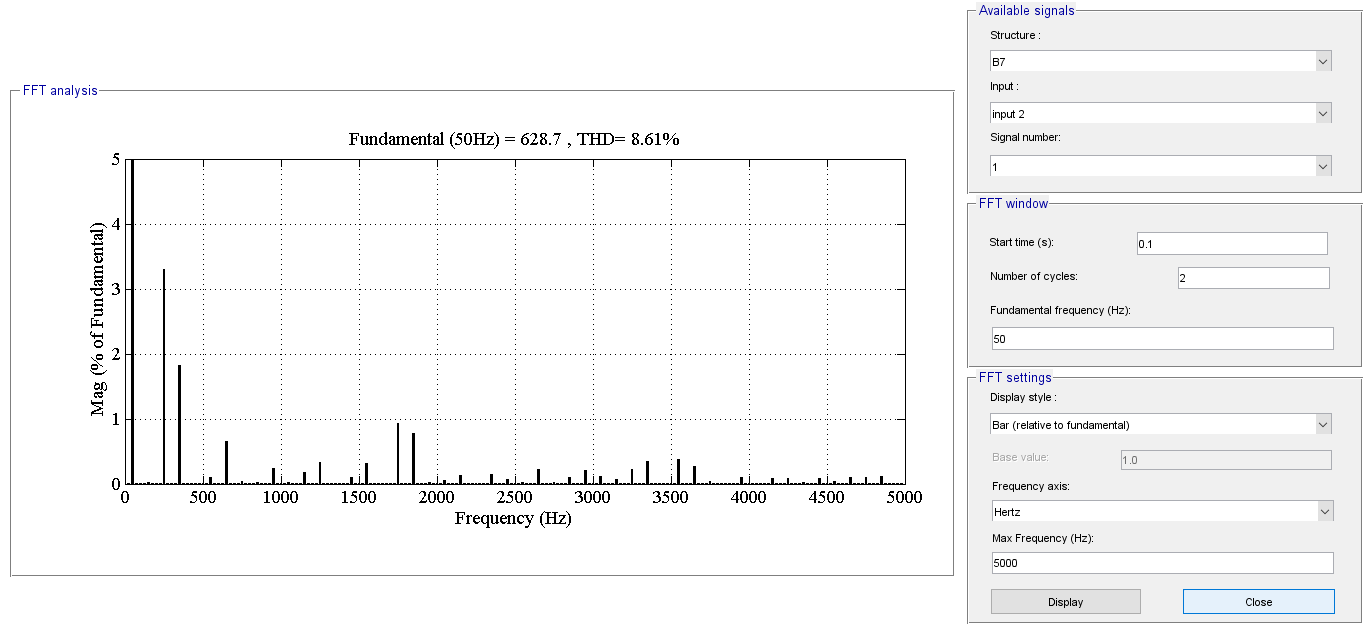 FFT analysis
Fundamental (50Hz) = 628.7 , THD= 8.61%
Mag (% of Fundamental)
5
4
3
2
1
0
0 500 1000 1500 2000 2500 3000 3500 4000 4500 5000
Frequency (Hz)
Available signals
Structure :
B7
Input :
input 2
Signal number:
1
FFT window
Start time (s): 0.1
Number of cycles: 2
Fundamental frequency (Hz):
50
FFT settings
Display style :
Bar (relative to fundamental)
Base value: 1.0
Frequency axis:
Hertz
Max Frequency (Hz):
5000
Display Close